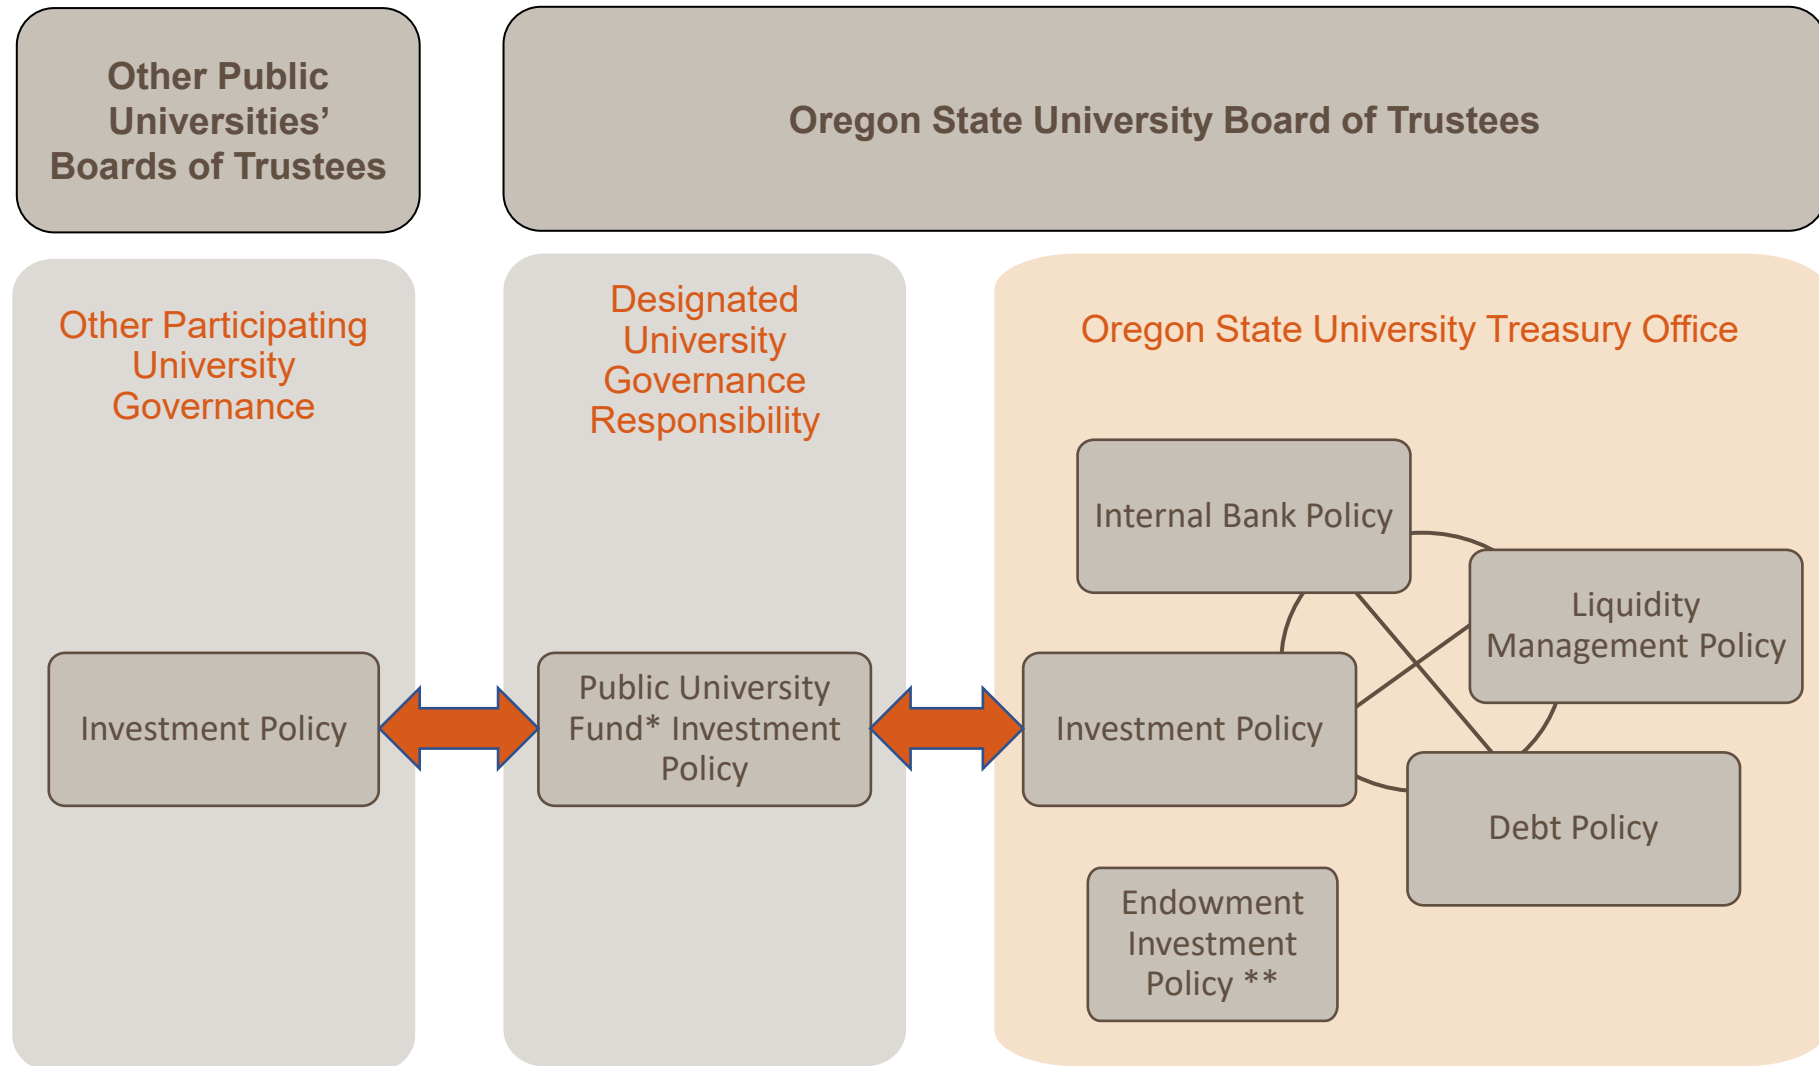 Other Public
Universities’
Boards of Trustees
Oregon State University Board of Trustees
Other Participating
University
Governance
Designated
University
Governance
Responsibility
Oregon State University Treasury Office
Internal Bank Policy
Liquidity
Management Policy
Investment Policy
Public University
Fund* Investment
Policy
Investment Policy
Debt Policy
Endowment
Investment
Policy **